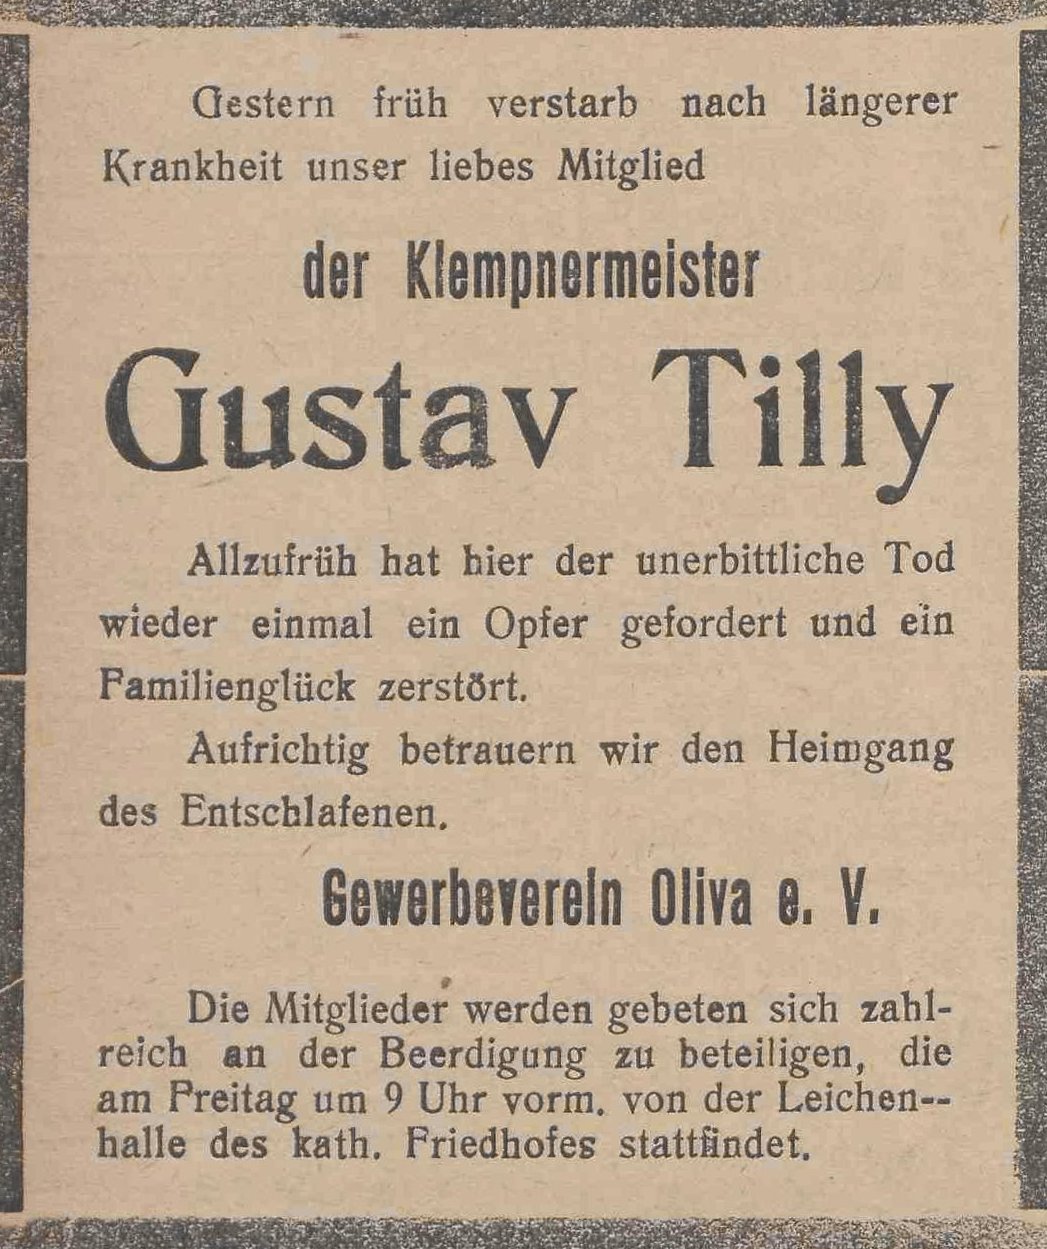 Gestern früh verstarb nach längerer
Krankheit unser liebes Mitglied
der Klempnermeister
Gustav Tilly
Allzufrüh hat hier der unerbittliche Tod
wieder einmal ein Opfer gefordert und ein
Familienglück zerstört.
Aufrichtig betrauern wir den Heimgang
des Entschlafenen.
Gewerbeverein Oliva e. V.
Die Mitglieder werden gebeten sich zahl-
reich an der Beerdigung zu beteiligen, die
am Freitag um 9 Uhr vorm. von der Leichen--
halle des kath. Friedhofes stattfindet.